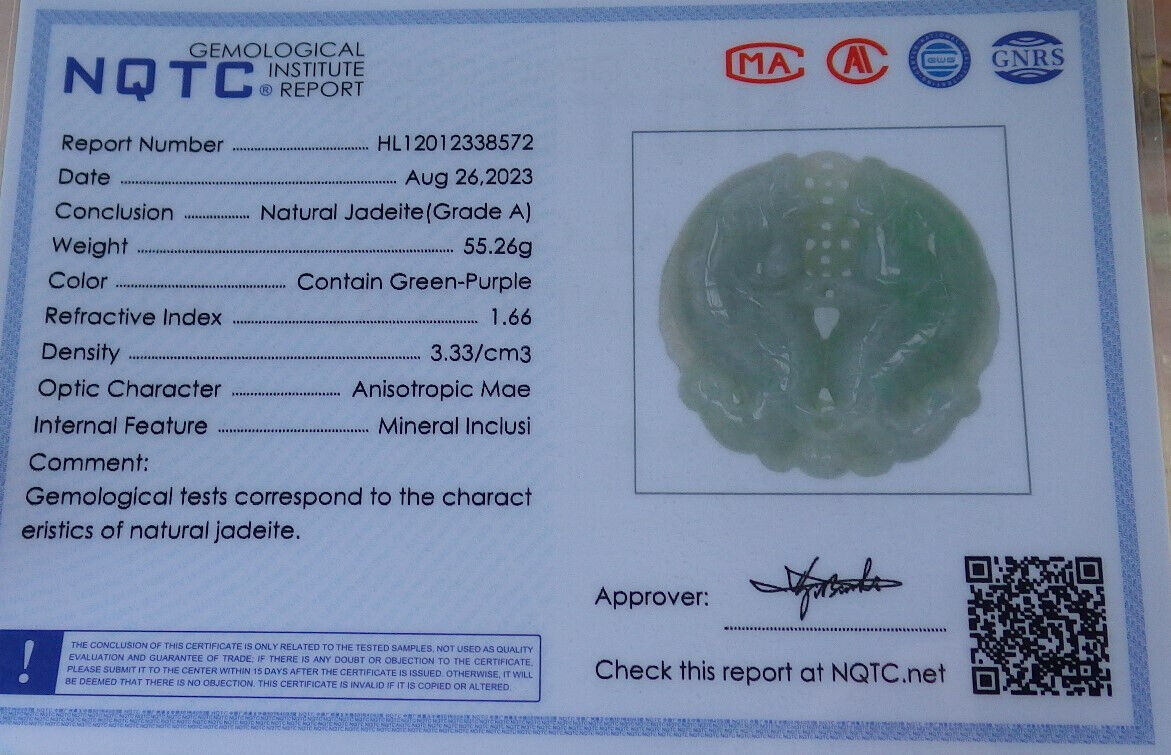 GEMOLOGICAL
NQTC® INSTITUTE
REPORT
MA
GWS
GNRS
Report Number HL12012338572
Date Aug 26,2023
Conclusion Natural Jadeite(Grade A)
Weight 55.26g
Color Contain Green-Purple
Refractive Index 1.66
Density 3.33/cm3
Optic Character Anisotropic Mae
Internal Feature Mineral Inclusi
Comment:
Gemological tests correspond to the charact
eristics of natural jadeite.
Approver:
Check this report at NQTC.net
!
THE CONCLUSION OF THIS CERTIFICATE IS ONLY RELATED TO THE TESTED SAMPLES, NOT USED AS QUALITY
EVALUATION AND GUARANTEE OF TRADE; IF THERE IS ANY DOUBT OR OBJECTION TO THE CERTIFICATE,
PLEASE SUBMIT IT TO THE CENTER WITHIN 15 DAYS AFTER THE CERTIFICATE IS ISSUED. OTHERWISE, IT WILL
BE DEEMED THAT THERE IS NO OBJECTION. THIS CERTIFICATE IS INVALID IF IT IS COPIED OR ALTERED.